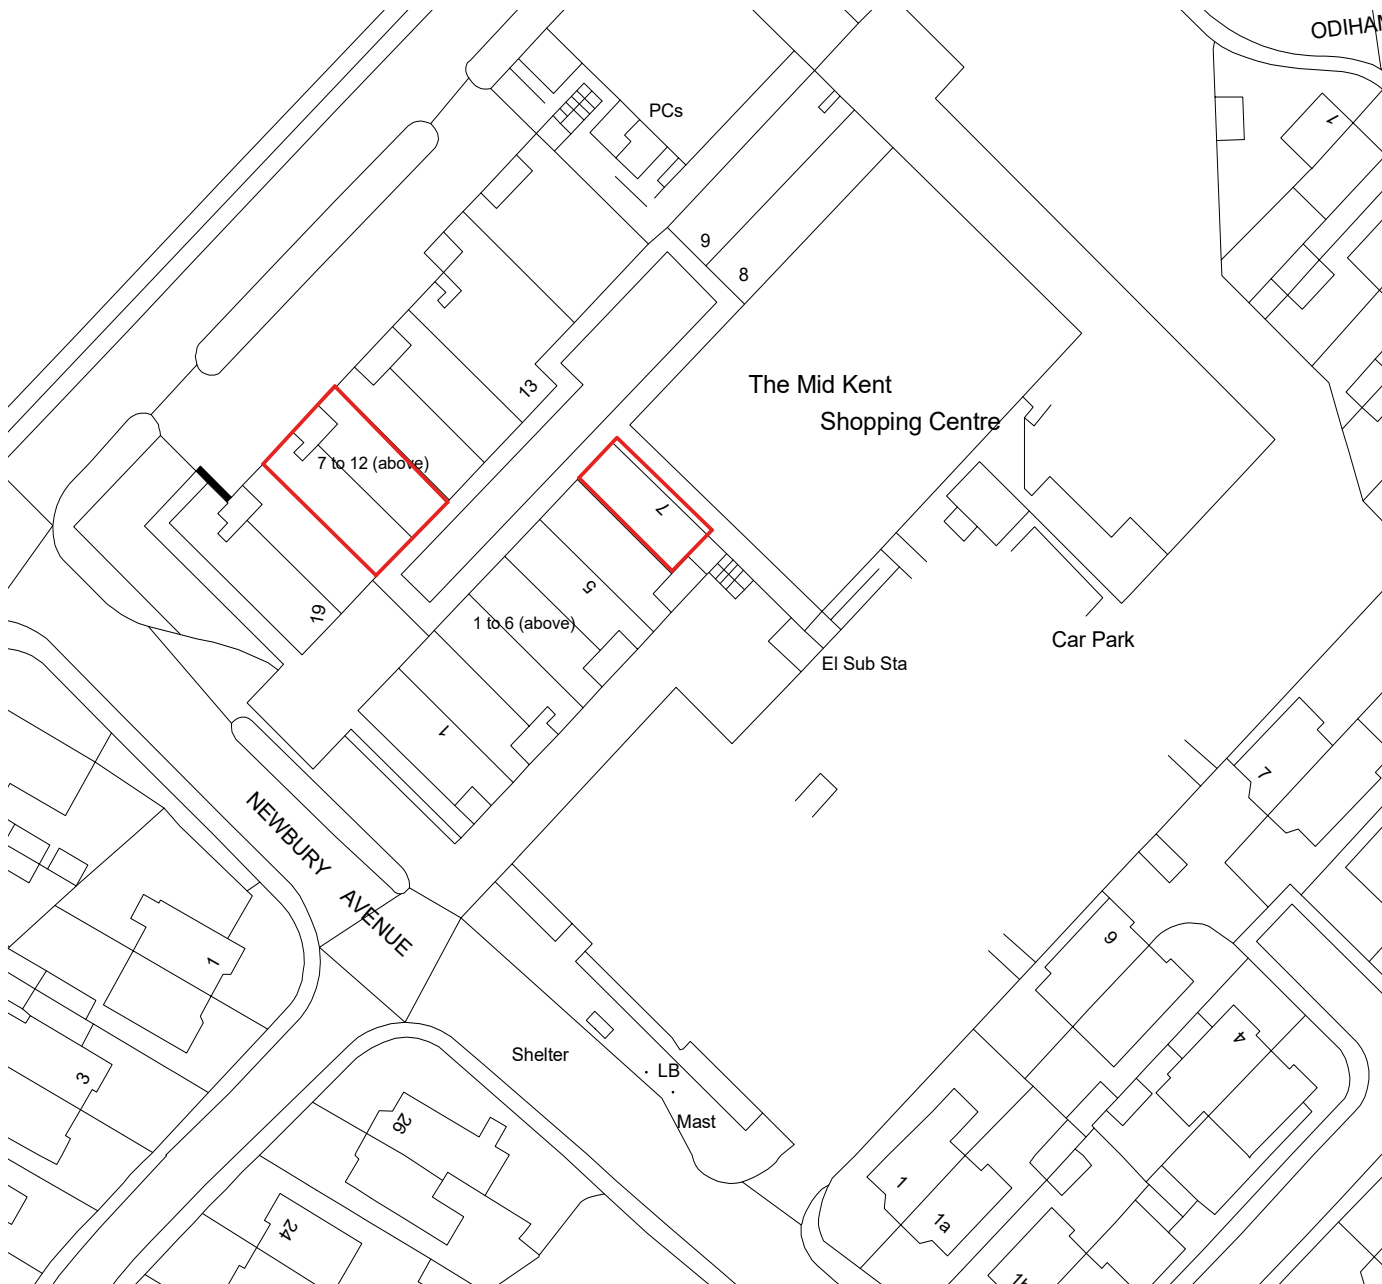 ODIHA
PCs
1
9
8
The Mid Kent
Shopping Centre
13
7 to 12 (above)
7
5
19
1 to 6 (above)
Car Park
El Sub Sta
1
7
NEWBURY AVENUE
1
9
3
Shelter
LB
Mast
4
26
1
1a
24